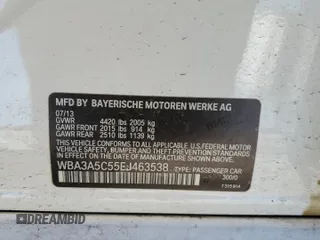 MFD BY BAYERISCHE MOTOREN WERKE AG
07/13
GVWR 4420 lbs 2005 kg
GAWR FRONT 2015 lbs 914 kg
GAWR REAR 2510 lbs 1139 kg
THIS VEHICLE CONFORMS TO ALL APPLICABLE U.S. FEDERAL MOTOR
VEHICLE SAFETY, BUMPER, AND THEFT PREVENTION STANDARDS
IN EFFECT ON THE DATE OF MANUFACTURE SHOWN ABOVE.
WBA3A5C55EJ463538 TYPE: PASSENGER CAR
300/0